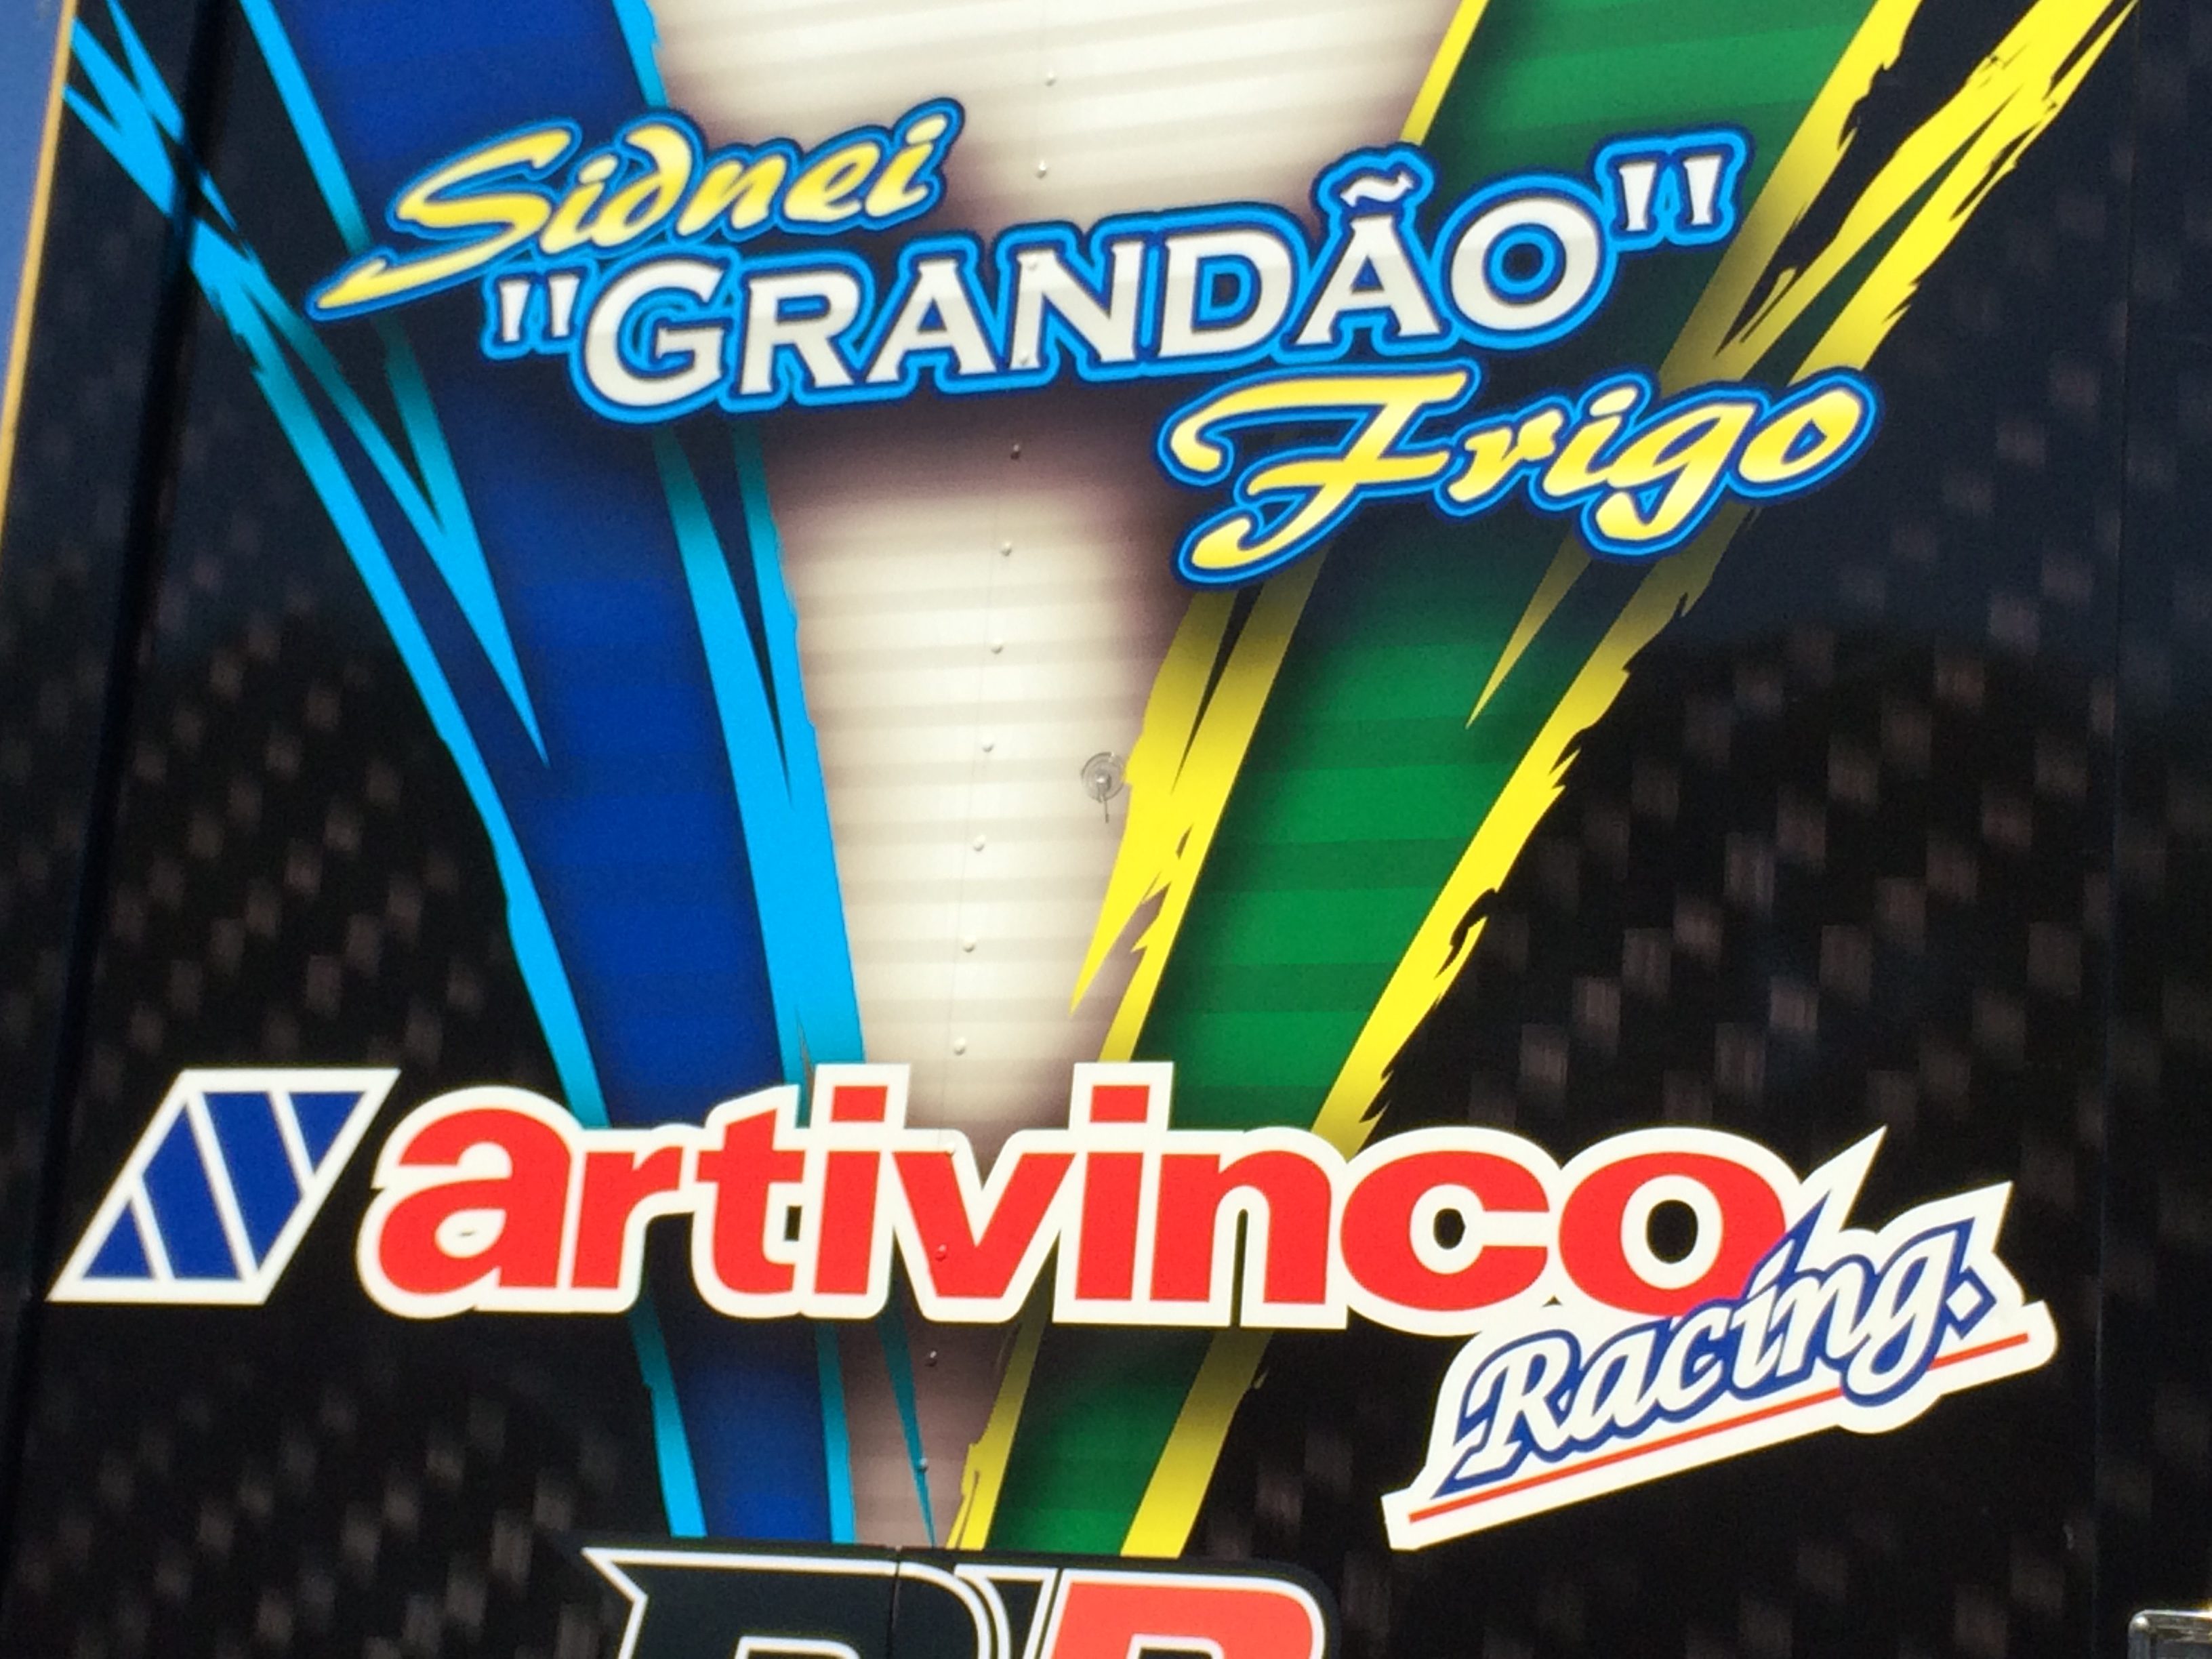 Sidnei
"GRANDÃO"
Frigo
artivinco
Racing.